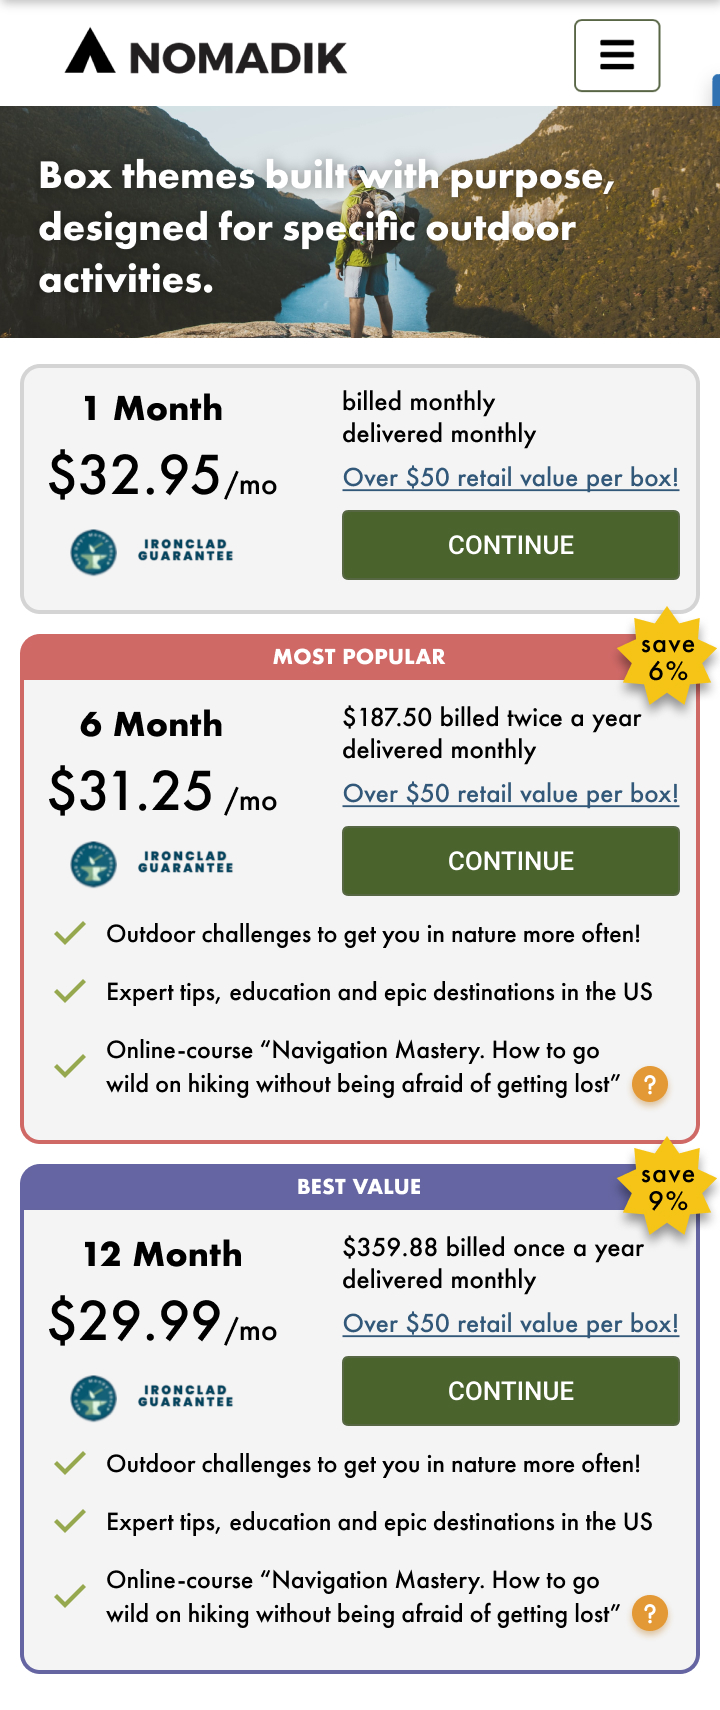 NOMADIK
Box themes built with purpose,
designed for specific outdoor
activities.
1 Month
$32.95/mo
IRONCLAD
GUARANTEE
billed monthly
delivered monthly
Over $50 retail value per box!
CONTINUE
MOST POPULAR
save
6%
6 Month
$31.25 /mo
IRONCLAD
GUARANTEE
$187.50 billed twice a year
delivered monthly
Over $50 retail value per box!
CONTINUE
Outdoor challenges to get you in nature more often!
Expert tips, education and epic destinations in the US
Online-course “Navigation Mastery. How to go
wild on hiking without being afraid of getting lost” ?
BEST VALUE
save
9%
12 Month
$29.99/mo
IRONCLAD
GUARANTEE
$359.88 billed once a year
delivered monthly
Over $50 retail value per box!
CONTINUE
Outdoor challenges to get you in nature more often!
Expert tips, education and epic destinations in the US
Online-course “Navigation Mastery. How to go
wild on hiking without being afraid of getting lost” ?